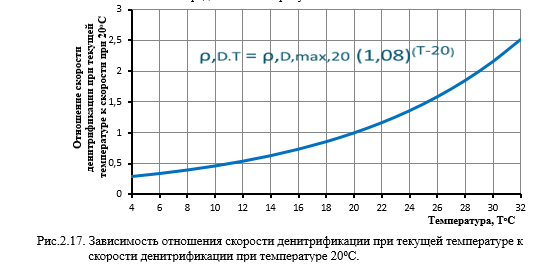 3
2,5
2
1,5
1
0,5
0
Отношение скорости
денитрификации при текущей
температуре к скорости при 20°С
ρ,D.T = ρ,D,max,20 (1,08)^(T-20)
4 6 8 10 12 14 16 18 20 22 24 26 28 30 32
Температура, Т°С
Рис.2.17. Зависимость отношения скорости денитрификации при текущей температуре к
скорости денитрификации при температуре 20⁰С.